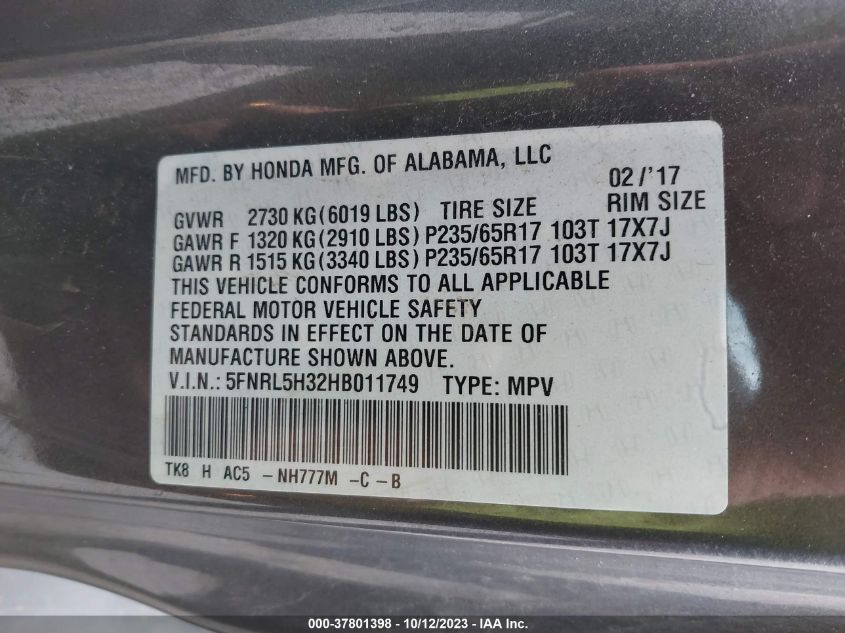 MFD. BY HONDA MFG. OF ALABAMA, LLC
02/'17
GVWR 2730 KG(6019 LBS) TIRE SIZE RIM SIZE
GAWR F 1320 KG(2910 LBS) P235/65R17 103T 17X7J
GAWR R 1515 KG(3340 LBS) P235/65R17 103T 17X7J
THIS VEHICLE CONFORMS TO ALL APPLICABLE
FEDERAL MOTOR VEHICLE SAFETY
STANDARDS IN EFFECT ON THE DATE OF
MANUFACTURE SHOWN ABOVE.
V.I.N.: 5FNRL5H32HB011749 TYPE: MPV
TK8 H AC5 - NH777M -C - B
000-37801398 - 10/12/2023 - IAA Inc.